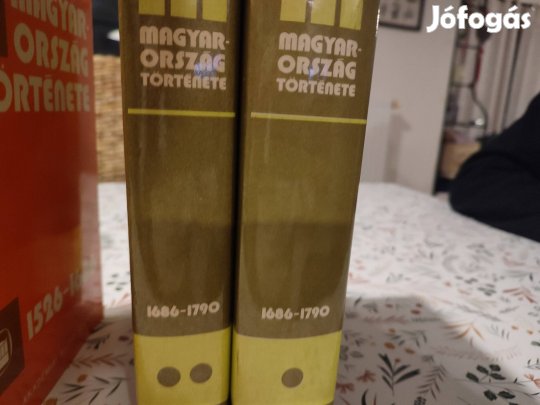 Jófogás
MAGYAR-
ORSZÁG
TÖRTÉNETE
1526-
MAGYAR-
ORSZÁG
TÖRTÉNETE
1686-1790
MAGYAR-
ORSZÁG
TÖRTÉNETE
1686-1790